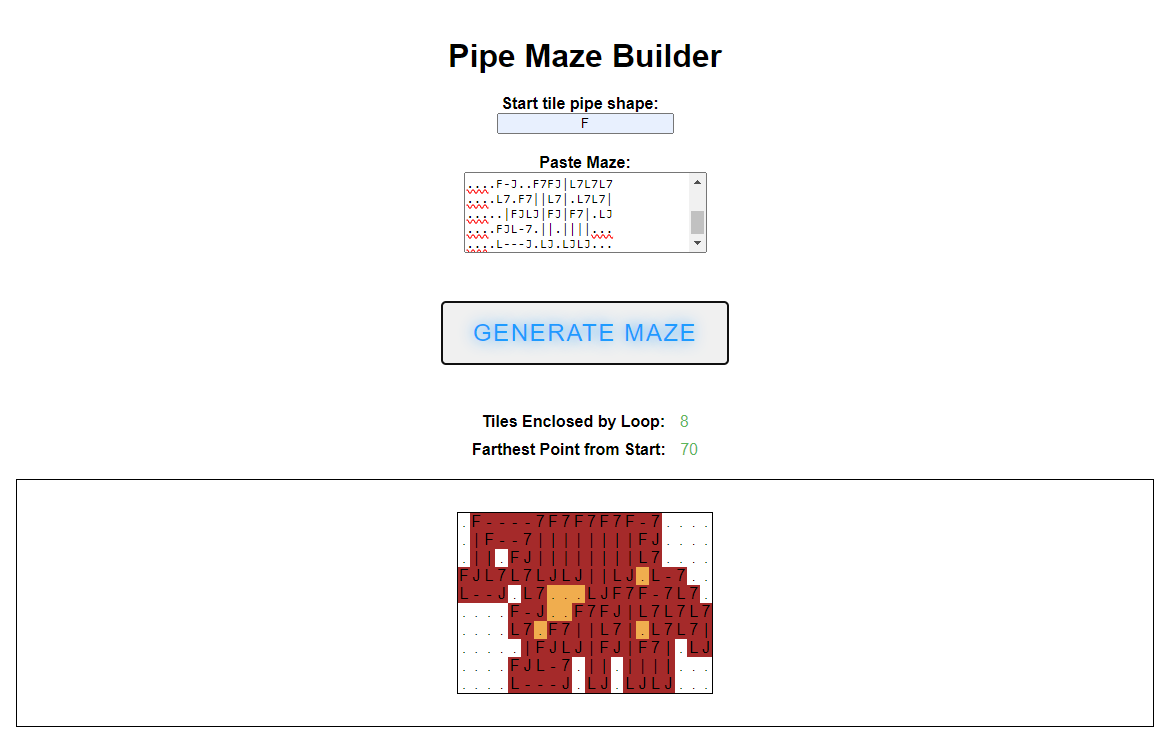 Pipe Maze Builder
Start tile pipe shape:
F
Paste Maze:
....F-J..F7FJ|L7L7L7
....L7.F7||L7|.L7L7|
.....|FJLJ|FJ|F7|.LJ
....FJL-7.||.||||...
....L---J.LJ.LJLJ...
GENERATE MAZE
Tiles Enclosed by Loop: 8
Farthest Point from Start: 70
.F----7F7F7F7F-7....
.|F--7||||||||FJ....
.||.FJ||||||||L7....
FJL7L7LJLJ||LJ.L-7..
L--J.L7...LJF7F-7L7.
....F-J..F7FJ|L7L7L7
....L7.F7||L7|.L7L7|
.....|FJLJ|FJ|F7|.LJ
....FJL-7.||.||||...
....L---J.LJ.LJLJ...